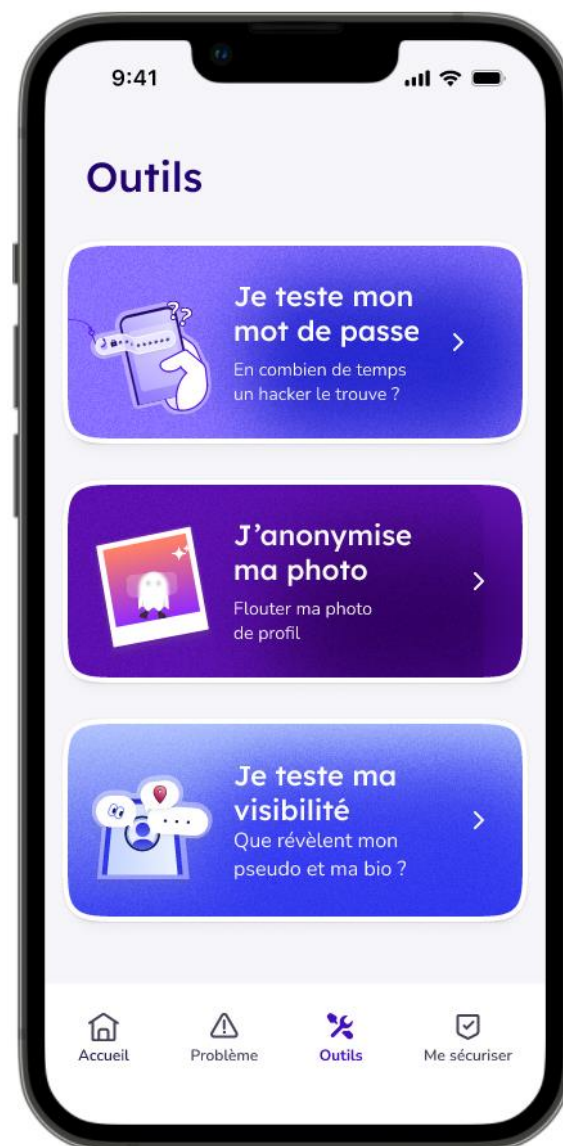 9:41
Outils
Je teste mon
mot de passe
En combien de temps
un hacker le trouve ?
J’anonymise
ma photo
Flouter ma photo
de profil
Je teste ma
visibilité
Que révèlent mon
pseudo et ma bio ?
Accueil
Problème
Outils
Me sécuriser